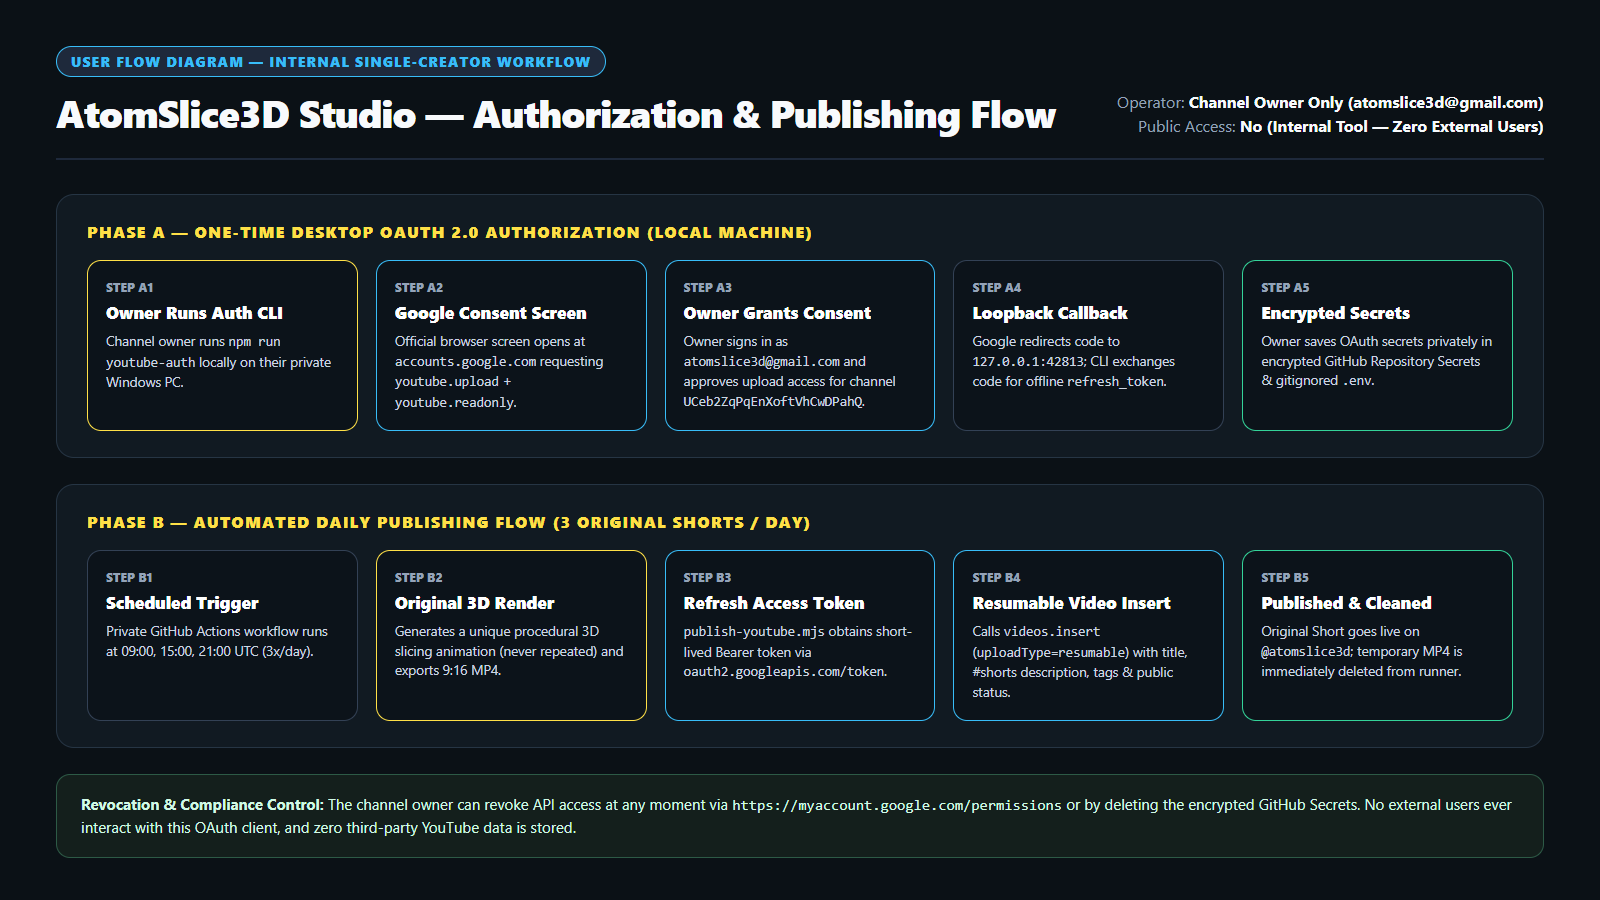 USER FLOW DIAGRAM — INTERNAL SINGLE-CREATOR WORKFLOW
AtomSlice3D Studio — Authorization & Publishing Flow
Operator: Channel Owner Only (atomslice3d@gmail.com)
Public Access: No (Internal Tool — Zero External Users)
PHASE A — ONE-TIME DESKTOP OAUTH 2.0 AUTHORIZATION (LOCAL MACHINE)
STEP A1
Owner Runs Auth CLI
Channel owner runs npm run
youtube-auth locally on their private
Windows PC.
STEP A2
Google Consent Screen
Official browser screen opens at
accounts.google.com requesting
youtube.upload +
youtube.readonly.
STEP A3
Owner Grants Consent
Owner signs in as
atomslice3d@gmail.com and
approves upload access for channel
UCeb2ZqPqEnXoftVhCwDPahQ.
STEP A4
Loopback Callback
Google redirects code to
127.0.0.1:42813; CLI exchanges
code for offline refresh_token.
STEP A5
Encrypted Secrets
Owner saves OAuth secrets privately in
encrypted GitHub Repository Secrets
& gitignored .env.
PHASE B — AUTOMATED DAILY PUBLISHING FLOW (3 ORIGINAL SHORTS / DAY)
STEP B1
Scheduled Trigger
Private GitHub Actions workflow runs
at 09:00, 15:00, 21:00 UTC (3x/day).
STEP B2
Original 3D Render
Generates a unique procedural 3D
slicing animation (never repeated) and
exports 9:16 MP4.
STEP B3
Refresh Access Token
publish-youtube.mjs obtains short-
lived Bearer token via
oauth2.googleapis.com/token.
STEP B4
Resumable Video Insert
Calls videos.insert
(uploadType=resumable) with title,
#shorts description, tags & public
status.
STEP B5
Published & Cleaned
Original Short goes live on
@atomslice3d; temporary MP4 is
immediately deleted from runner.
Revocation & Compliance Control: The channel owner can revoke API access at any moment via https://myaccount.google.com/permissions or by deleting the encrypted GitHub Secrets. No external users ever
interact with this OAuth client, and zero third-party YouTube data is stored.